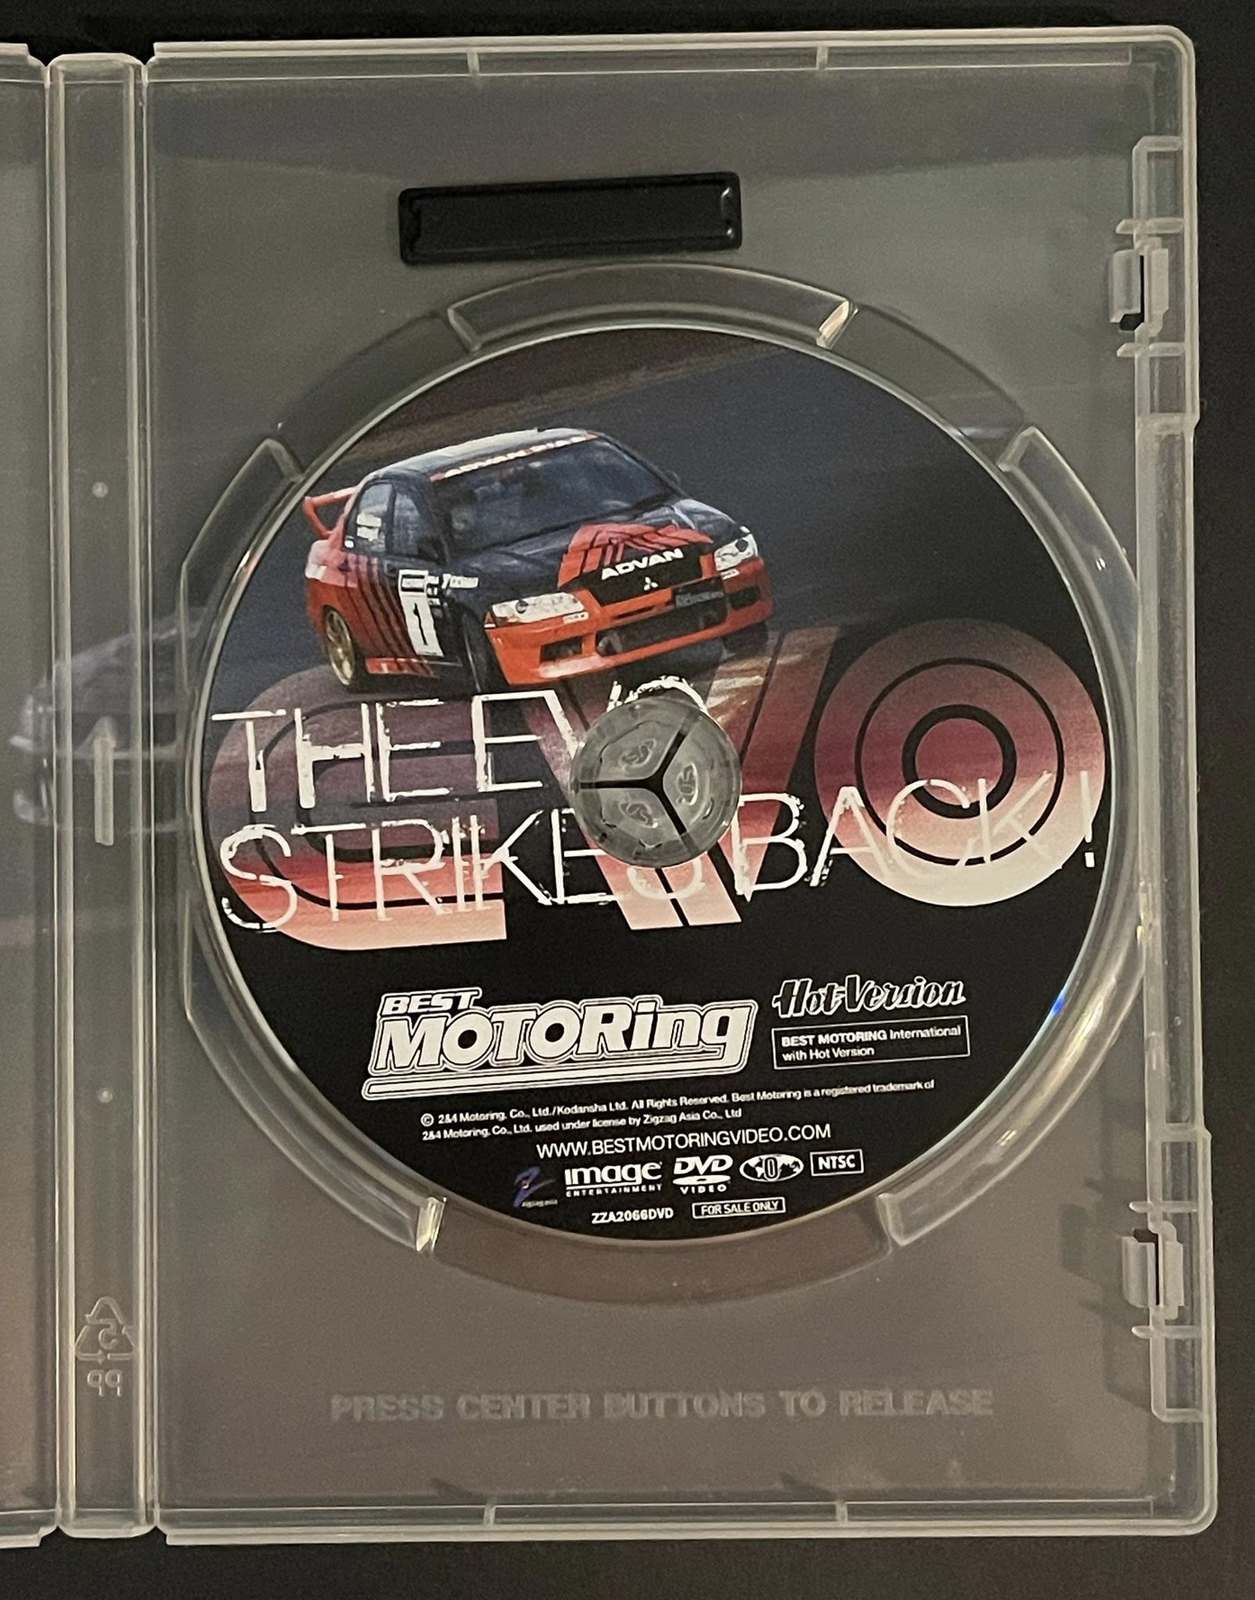 ADVAN
ADVAN
1
EVO
THE EVO
STRIKES BACK!
BEST
MOTORing
Hot-Version
BEST MOTORING International
with Hot Version
© 2&4 Motoring. Co., Ltd./Kodansha Ltd. All Rights Reserved. Best Motoring is a registered trademark of
2&4 Motoring, Co., Ltd. used under license by Zigzag Asia Co., Ltd
WWW.BESTMOTORINGVIDEO.COM
zigzag asia
image
ENTERTAINMENT
DVD
VIDEO
0
NTSC
ZZA2066DVD
FOR SALE ONLY
5
PP
PRESS CENTER BUTTONS TO RELEASE